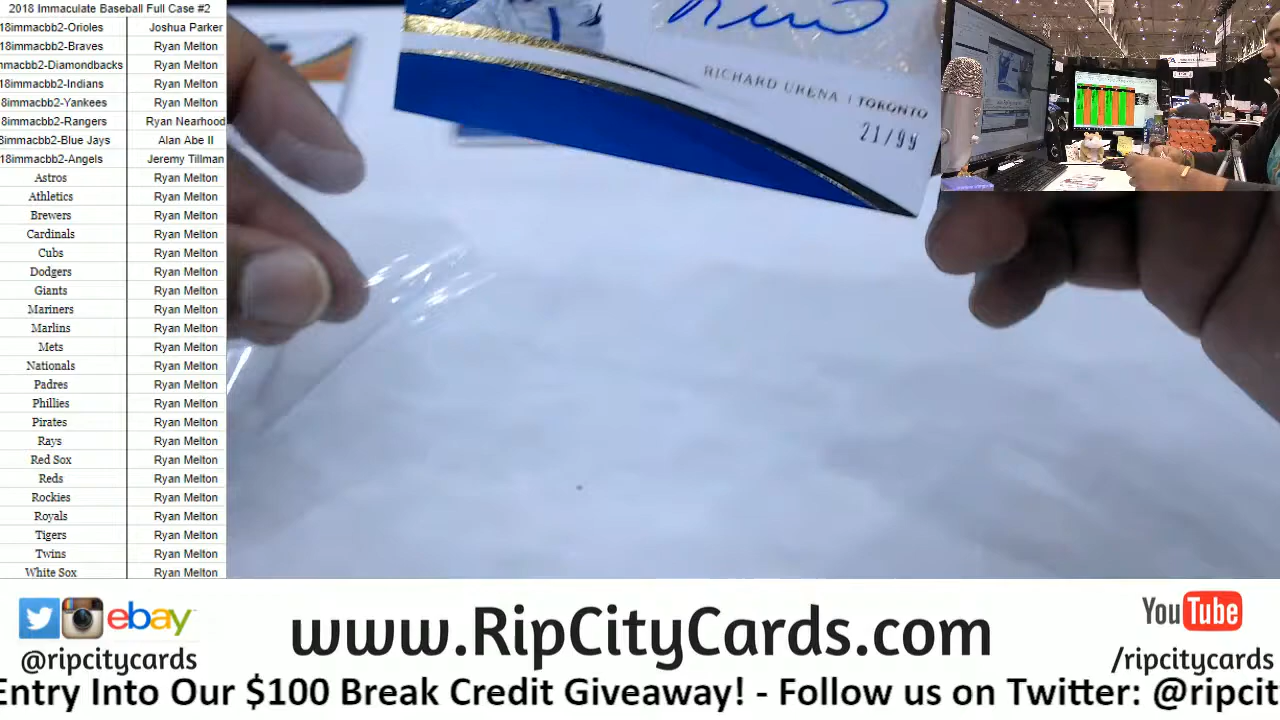 2018 Immaculate Baseball Full Case #2
18immacbb2-Orioles Joshua Parker
18immacbb2-Braves Ryan Melton
mmacbb2-Diamondbacks Ryan Melton
18immacbb2-Indians Ryan Melton
8immacbb2-Yankees Ryan Melton
8immacbb2-Rangers Ryan Nearhood
8immacbb2-Blue Jays Alan Abe II
18immacbb2-Angels Jeremy Tillman
Astros Ryan Melton
Athletics Ryan Melton
Brewers Ryan Melton
Cardinals Ryan Melton
Cubs Ryan Melton
Dodgers Ryan Melton
Giants Ryan Melton
Mariners Ryan Melton
Marlins Ryan Melton
Mets Ryan Melton
Nationals Ryan Melton
Padres Ryan Melton
Phillies Ryan Melton
Pirates Ryan Melton
Rays Ryan Melton
Red Sox Ryan Melton
Reds Ryan Melton
Rockies Ryan Melton
Royals Ryan Melton
Tigers Ryan Melton
Twins Ryan Melton
White Sox Ryan Melton
RICHARD URENA | TORONTO
21/99
ebay
@ripcitycards
www.RipCityCards.com
YouTube
/ripcitycards
Entry Into Our $100 Break Credit Giveaway! - Follow us on Twitter: @ripcit